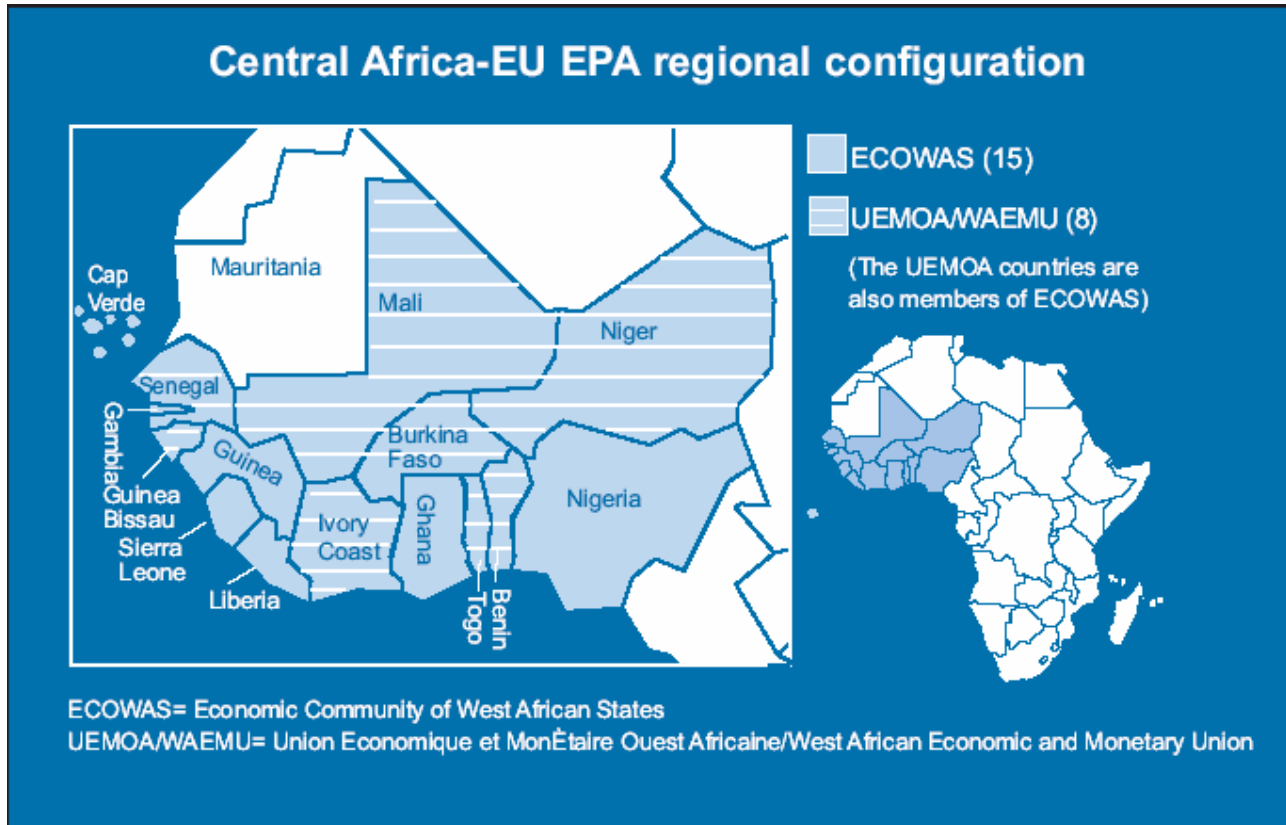 Central Africa-EU EPA regional configuration
ECOWAS (15)
UEMOA/WAEMU (8)
(The UEMOA countries are
also members of ECOWAS)
Mauritania
Cap
Verde
Mali
Niger
Senegal
Gambia
Guinea
Burkina
Faso
Guinea
Bissau
Sierra
Leone
Liberia
Ivory
Coast
Ghana
Togo
Benin
Nigeria
ECOWAS= Economic Community of West African States
UEMOA/WAEMU= Union Economique et MonÈtaire Ouest Africaine/West African Economic and Monetary Union